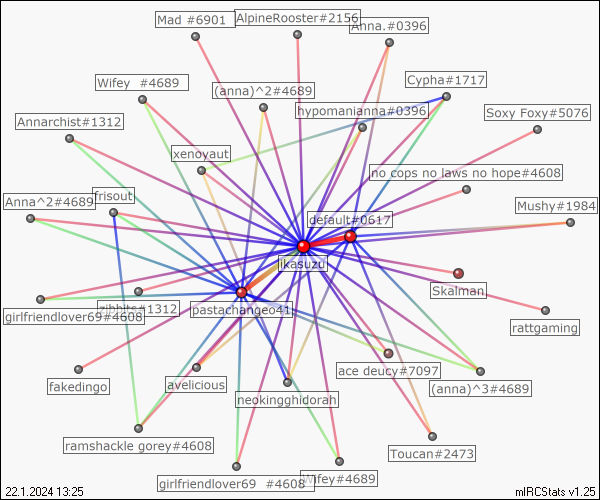 Mad #6901
AlpineRooster#2156
Anna.#0396
Wifey #4689
(anna)^2#4689
Cypha#1717
hypomanianna#0396
Soxy Foxy#5076
Annarchist#1312
xenoyaut
no cops no laws no hope#4608
Anna^2#4689
frisout
default#0617
Mushy#1984
ikasuzu
Skalman
girlfriendlover69#4608
#1312
pastachangeo41
rattgaming
fakedingo
avelicious
neokingghidorah
ace deucy#7097
(anna)^3#4689
ramshackle gorey#4608
Toucan#2473
girlfriendlover69 #4608
Wifey#4689
22.1.2024 13:25
mIRCStats v1.25